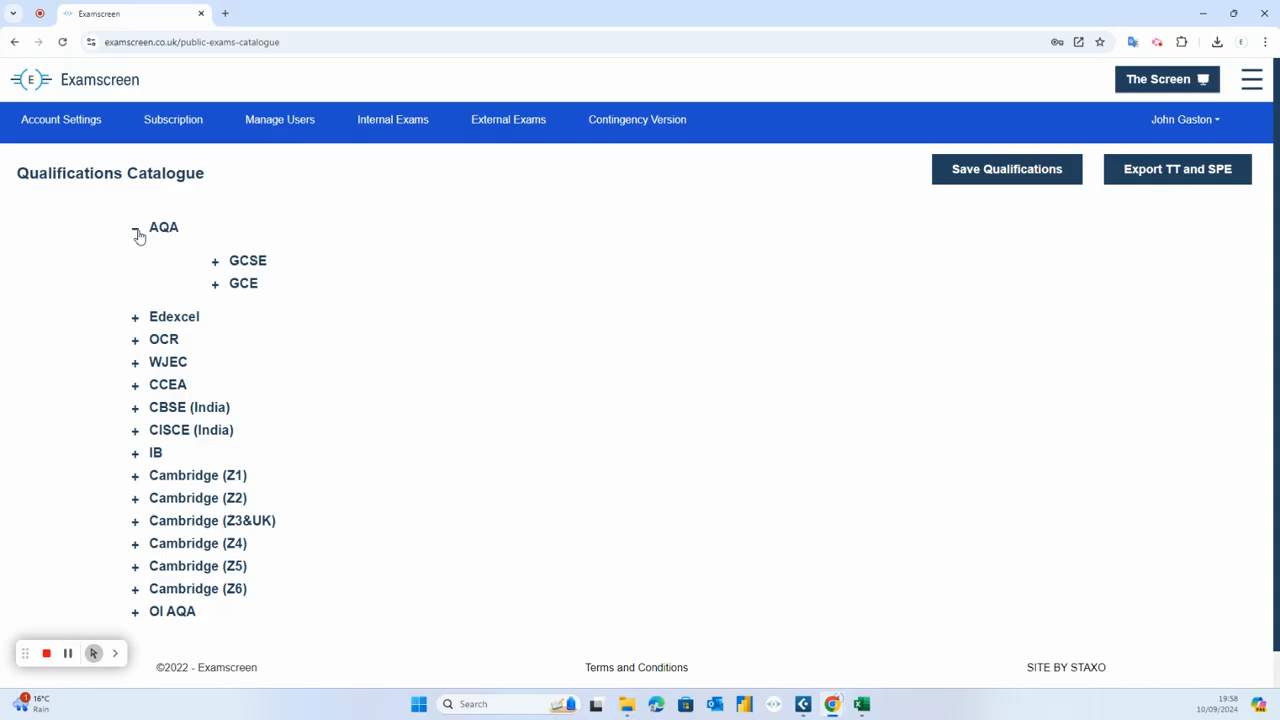 Examscreen
examscreen.co.uk/public-exams-catalogue
E
E Examscreen
The Screen
Account Settings Subscription Manage Users Internal Exams External Exams Contingency Version John Gaston
Qualifications Catalogue
Save Qualifications Export TT and SPE
- AQA
+ GCSE
+ GCE
+ Edexcel
+ OCR
+ WJEC
+ CCEA
+ CBSE (India)
+ CISCE (India)
+ IB
+ Cambridge (Z1)
+ Cambridge (Z2)
+ Cambridge (Z3&UK)
+ Cambridge (Z4)
+ Cambridge (Z5)
+ Cambridge (Z6)
+ OI AQA
©2022 - Examscreen Terms and Conditions SITE BY STAXO
1 16°C
Rain
Search
19:58
10/09/2024